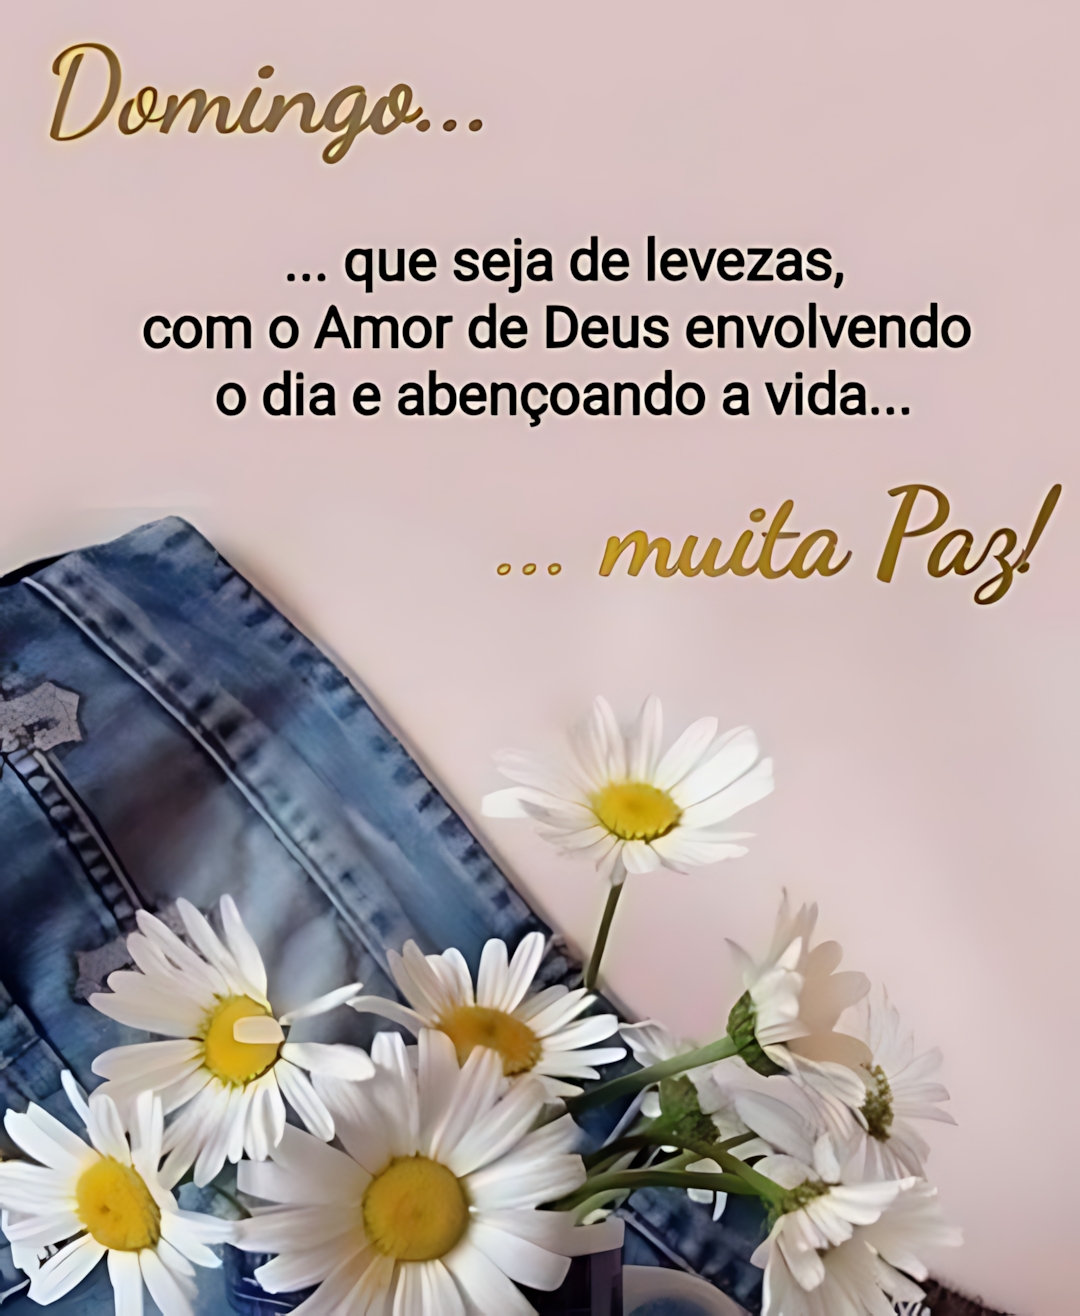 Domingo...
... que seja de levezas,
com o Amor de Deus envolvendo
o dia e abençoando a vida...
... muita Paz!